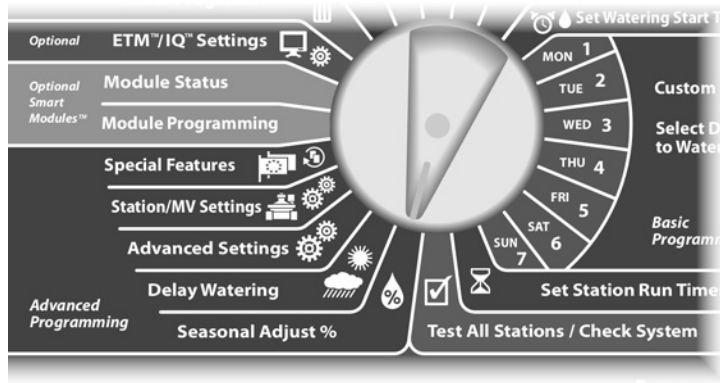 Set Watering Start
Optional
ETM™/IQ™ Settings
Optional
Smart
Modules™
Module Status
Module Programming
Special Features
Station/MV Settings
Advanced Settings
Delay Watering
Advanced
Programming
Seasonal Adjust %
%
MON 1
TUE 2
WED 3
THU 4
FRI 5
SAT 6
SUN 7
Custom
Select
to
Basic
Set Station Run Time
Test All Stations / Check System